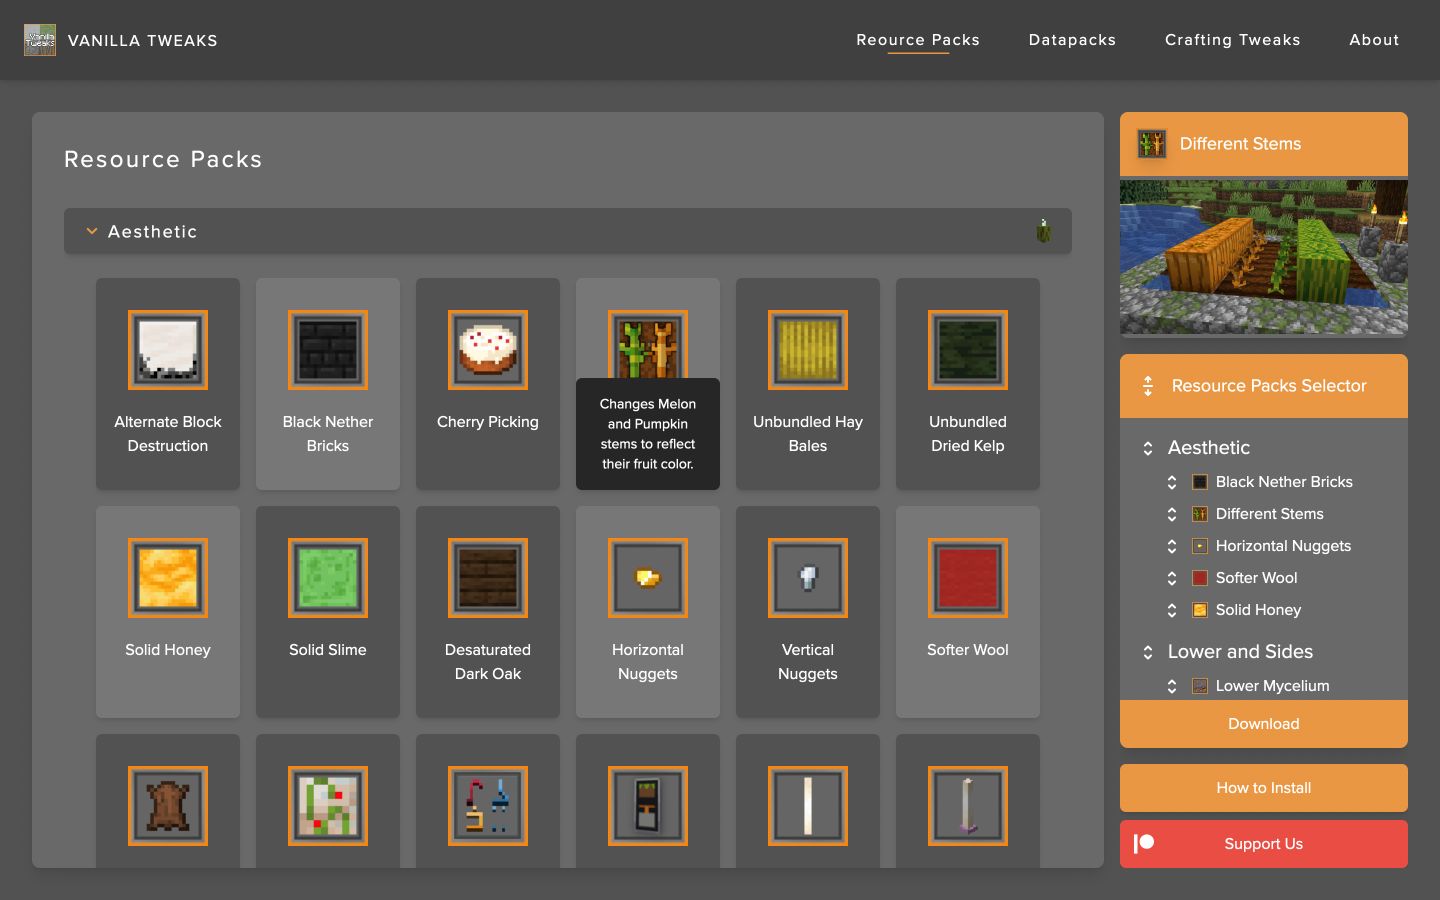 Vanilla Tweaks
VANILLA TWEAKS
Reource Packs
Datapacks
Crafting Tweaks
About
Resource Packs
Aesthetic
Alternate Block
Destruction
Black Nether
Bricks
Cherry Picking
Changes Melon
and Pumpkin
stems to reflect
their fruit color.
Unbundled Hay
Bales
Unbundled
Dried Kelp
Solid Honey
Solid Slime
Desaturated
Dark Oak
Horizontal
Nuggets
Vertical
Nuggets
Softer Wool
Different Stems
Resource Packs Selector
Aesthetic
Black Nether Bricks
Different Stems
Horizontal Nuggets
Softer Wool
Solid Honey
Lower and Sides
Lower Mycelium
Download
How to Install
Support Us